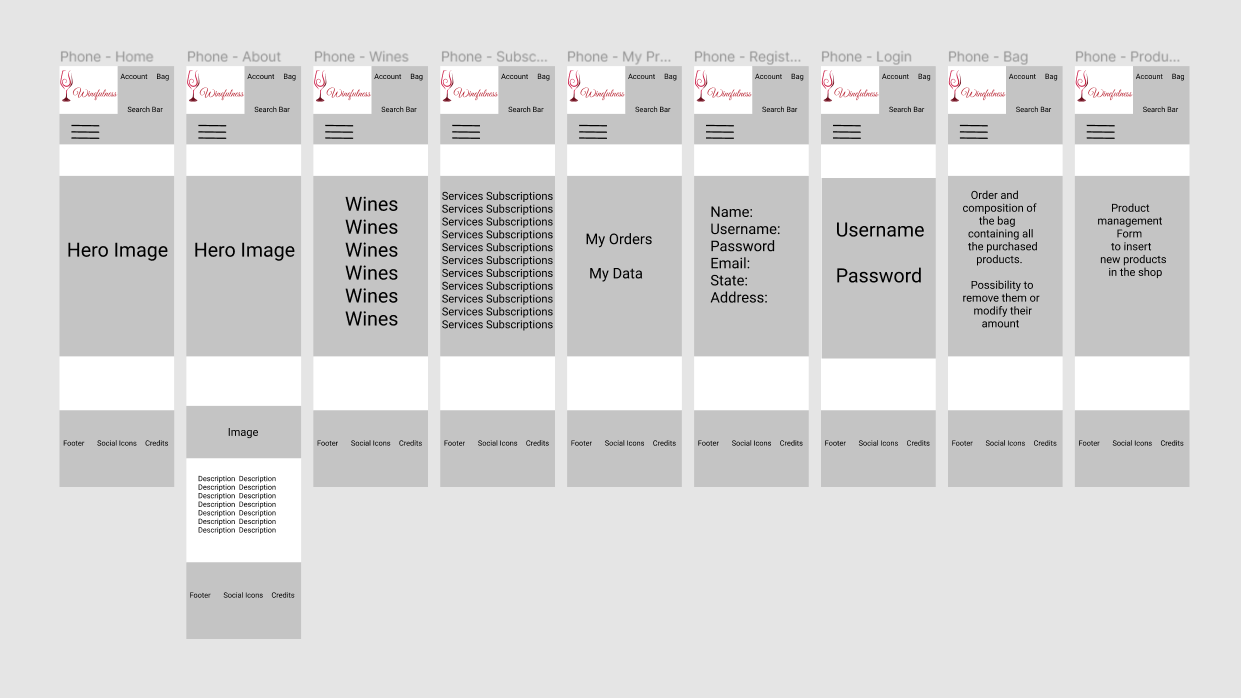 Phone - Home
Account Bag
Winefulness
Search Bar
Hero Image
Footer Social Icons Credits
Phone - About
Account Bag
Winefulness
Search Bar
Hero Image
Image
Description Description
Description Description
Description Description
Description Description
Description Description
Description Description
Description Description
Footer Social Icons Credits
Phone - Wines
Account Bag
Winefulness
Search Bar
Wines
Wines
Wines
Wines
Wines
Wines
Footer Social Icons Credits
Phone - Subsc...
Account Bag
Winefulness
Search Bar
Services Subscriptions
Services Subscriptions
Services Subscriptions
Services Subscriptions
Services Subscriptions
Services Subscriptions
Services Subscriptions
Services Subscriptions
Services Subscriptions
Services Subscriptions
Services Subscriptions
Footer Social Icons Credits
Phone - My Pr...
Account Bag
Winefulness
Search Bar
My Orders
My Data
Footer Social Icons Credits
Phone - Regist...
Account Bag
Winefulness
Search Bar
Name:
Username:
Password
Email:
State:
Address:
Footer Social Icons Credits
Phone - Login
Account Bag
Winefulness
Search Bar
Username
Password
Footer Social Icons Credits
Phone - Bag
Account Bag
Winefulness
Search Bar
Order and
composition of
the bag
containing all
the purchased
products.
Possibility to
remove them or
modify their
amount
Footer Social Icons Credits
Phone - Produ...
Account Bag
Winefulness
Search Bar
Product
management
Form
to insert
new products
in the shop
Footer Social Icons Credits